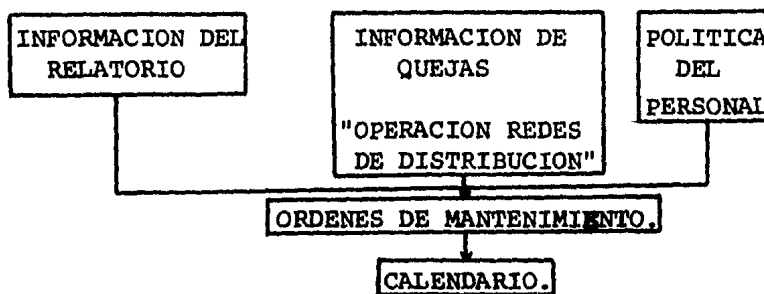 INFORMACION DEL
RELATORIO
INFORMACION DE
QUEJAS
"OPERACION REDES
DE DISTRIBUCION"
POLITICA
DEL
PERSONAL
ORDENES DE MANTENIMIENTO.
CALENDARIO.